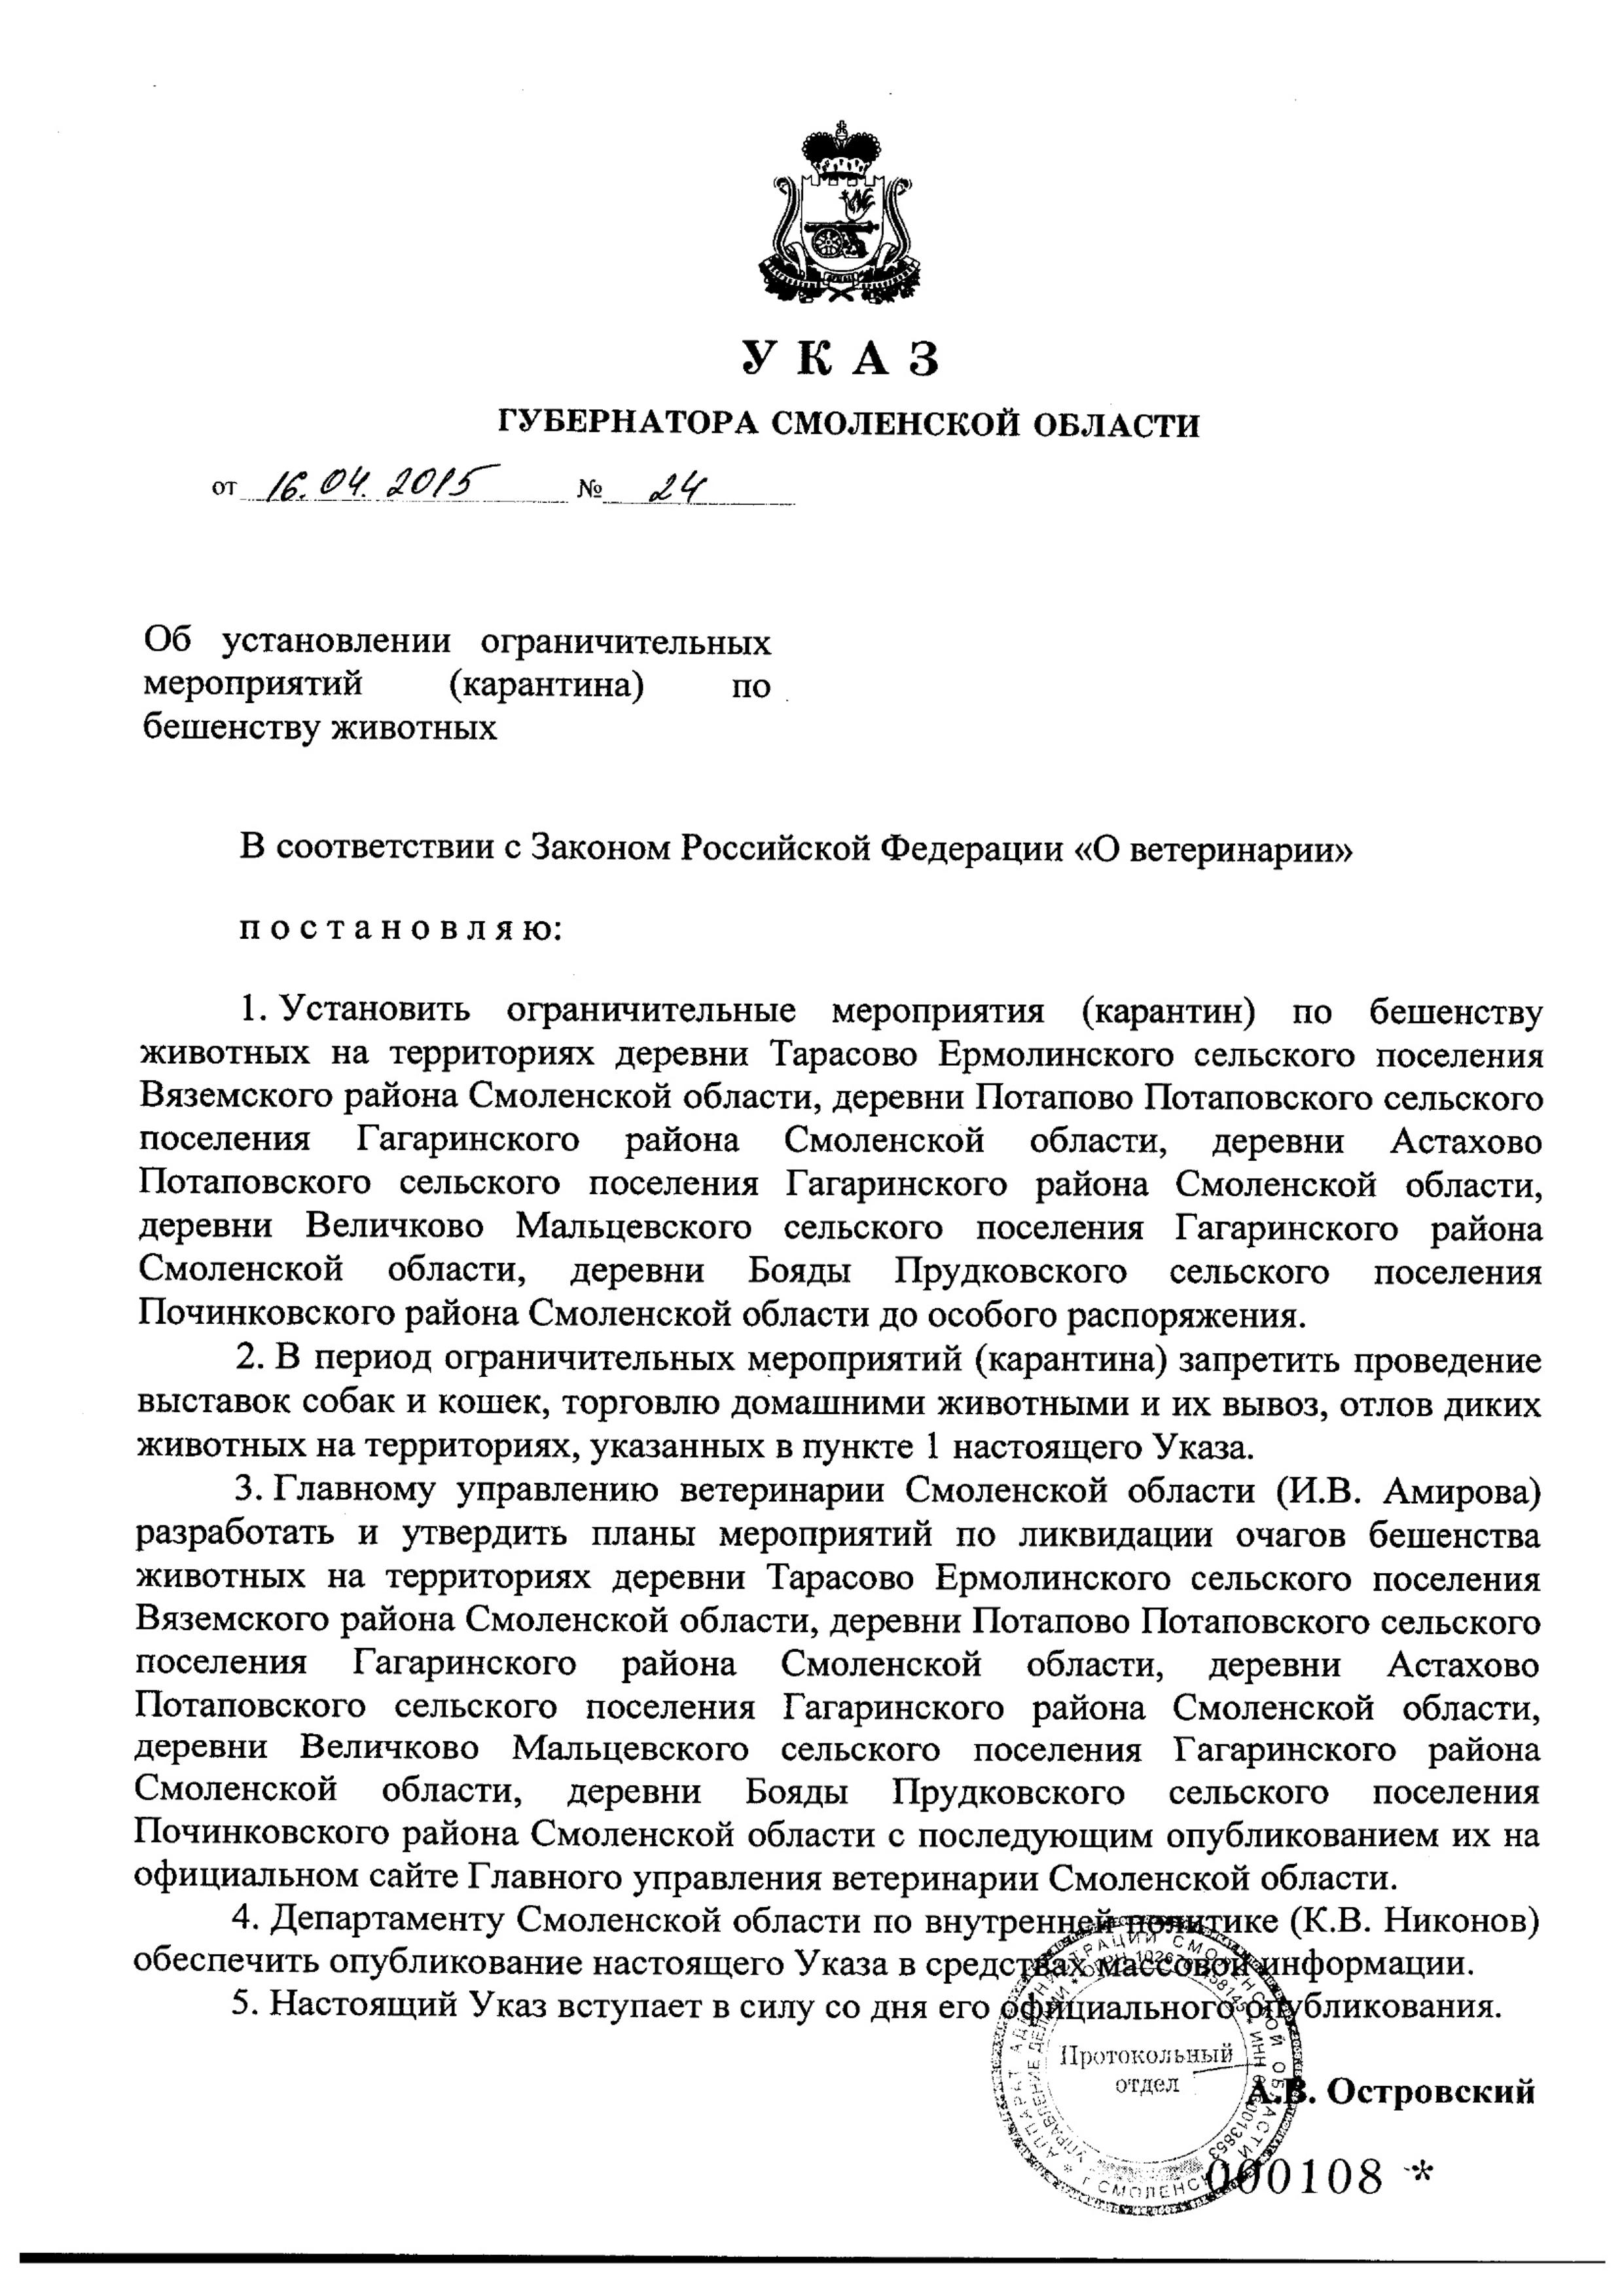 У К А З
ГУБЕРНАТОРА СМОЛЕНСКОЙ ОБЛАСТИ
от 16.04.2015 № 24
Об установлении ограничительных
мероприятий (карантина) по
бешенству животных
В соответствии с Законом Российской Федерации «О ветеринарии»
п о с т а н о в л я ю:
1. Установить ограничительные мероприятия (карантин) по бешенству
животных на территориях деревни Тарасово Ермолинского сельского поселения
Вяземского района Смоленской области, деревни Потапово Потаповского сельского
поселения Гагаринского района Смоленской области, деревни Астахово
Потаповского сельского поселения Гагаринского района Смоленской области,
деревни Величково Мальцевского сельского поселения Гагаринского района
Смоленской области, деревни Бояды Прудковского сельского поселения
Починковского района Смоленской области до особого распоряжения.
2. В период ограничительных мероприятий (карантина) запретить проведение
выставок собак и кошек, торговлю домашними животными и их вывоз, отлов диких
животных на территориях, указанных в пункте 1 настоящего Указа.
3. Главному управлению ветеринарии Смоленской области (И.В. Амирова)
разработать и утвердить планы мероприятий по ликвидации очагов бешенства
животных на территориях деревни Тарасово Ермолинского сельского поселения
Вяземского района Смоленской области, деревни Потапово Потаповского сельского
поселения Гагаринского района Смоленской области, деревни Астахово
Потаповского сельского поселения Гагаринского района Смоленской области,
деревни Величково Мальцевского сельского поселения Гагаринского района
Смоленской области, деревни Бояды Прудковского сельского поселения
Починковского района Смоленской области с последующим опубликованием их на
официальном сайте Главного управления ветеринарии Смоленской области.
4. Департаменту Смоленской области по внутренней политике (К.В. Никонов)
обеспечить опубликование настоящего Указа в средствах массовой информации.
5. Настоящий Указ вступает в силу со дня его официального опубликования.
АППАРАТ АДМИНИСТРАЦИИ СМОЛЕНСКОЙ ОБЛАСТИ
УПРАВЛЕНИЕ ДЕЛАМИ
Протокольный
отдел
А.В. Островский
000108 *